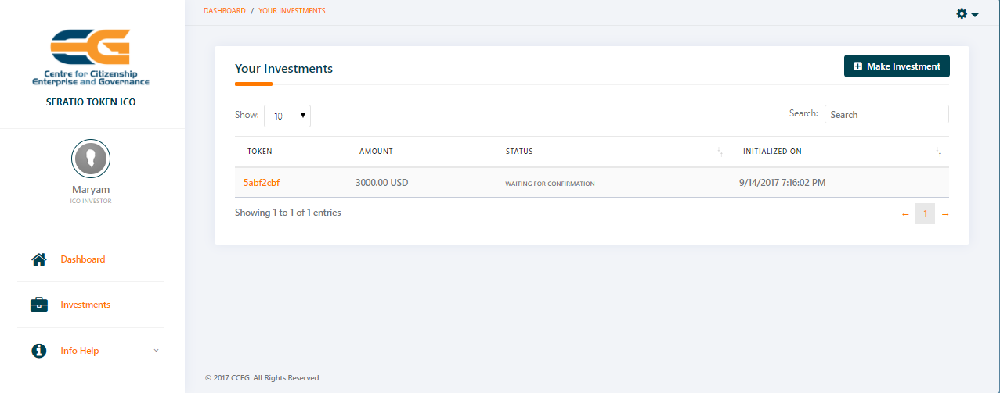 DASHBOARD / YOUR INVESTMENTS
CG
Centre for Citizenship
Enterprise and Governance
SERATIO TOKEN ICO
Maryam
ICO INVESTOR
Dashboard
Investments
Info Help
Your Investments
Make Investment
Show: 10
Search: Search
TOKEN AMOUNT STATUS INITIALIZED ON
5abf2cbf 3000.00 USD WAITING FOR CONFIRMATION 9/14/2017 7:16:02 PM
Showing 1 to 1 of 1 entries
← 1 →
© 2017 CCEG. All Rights Reserved.